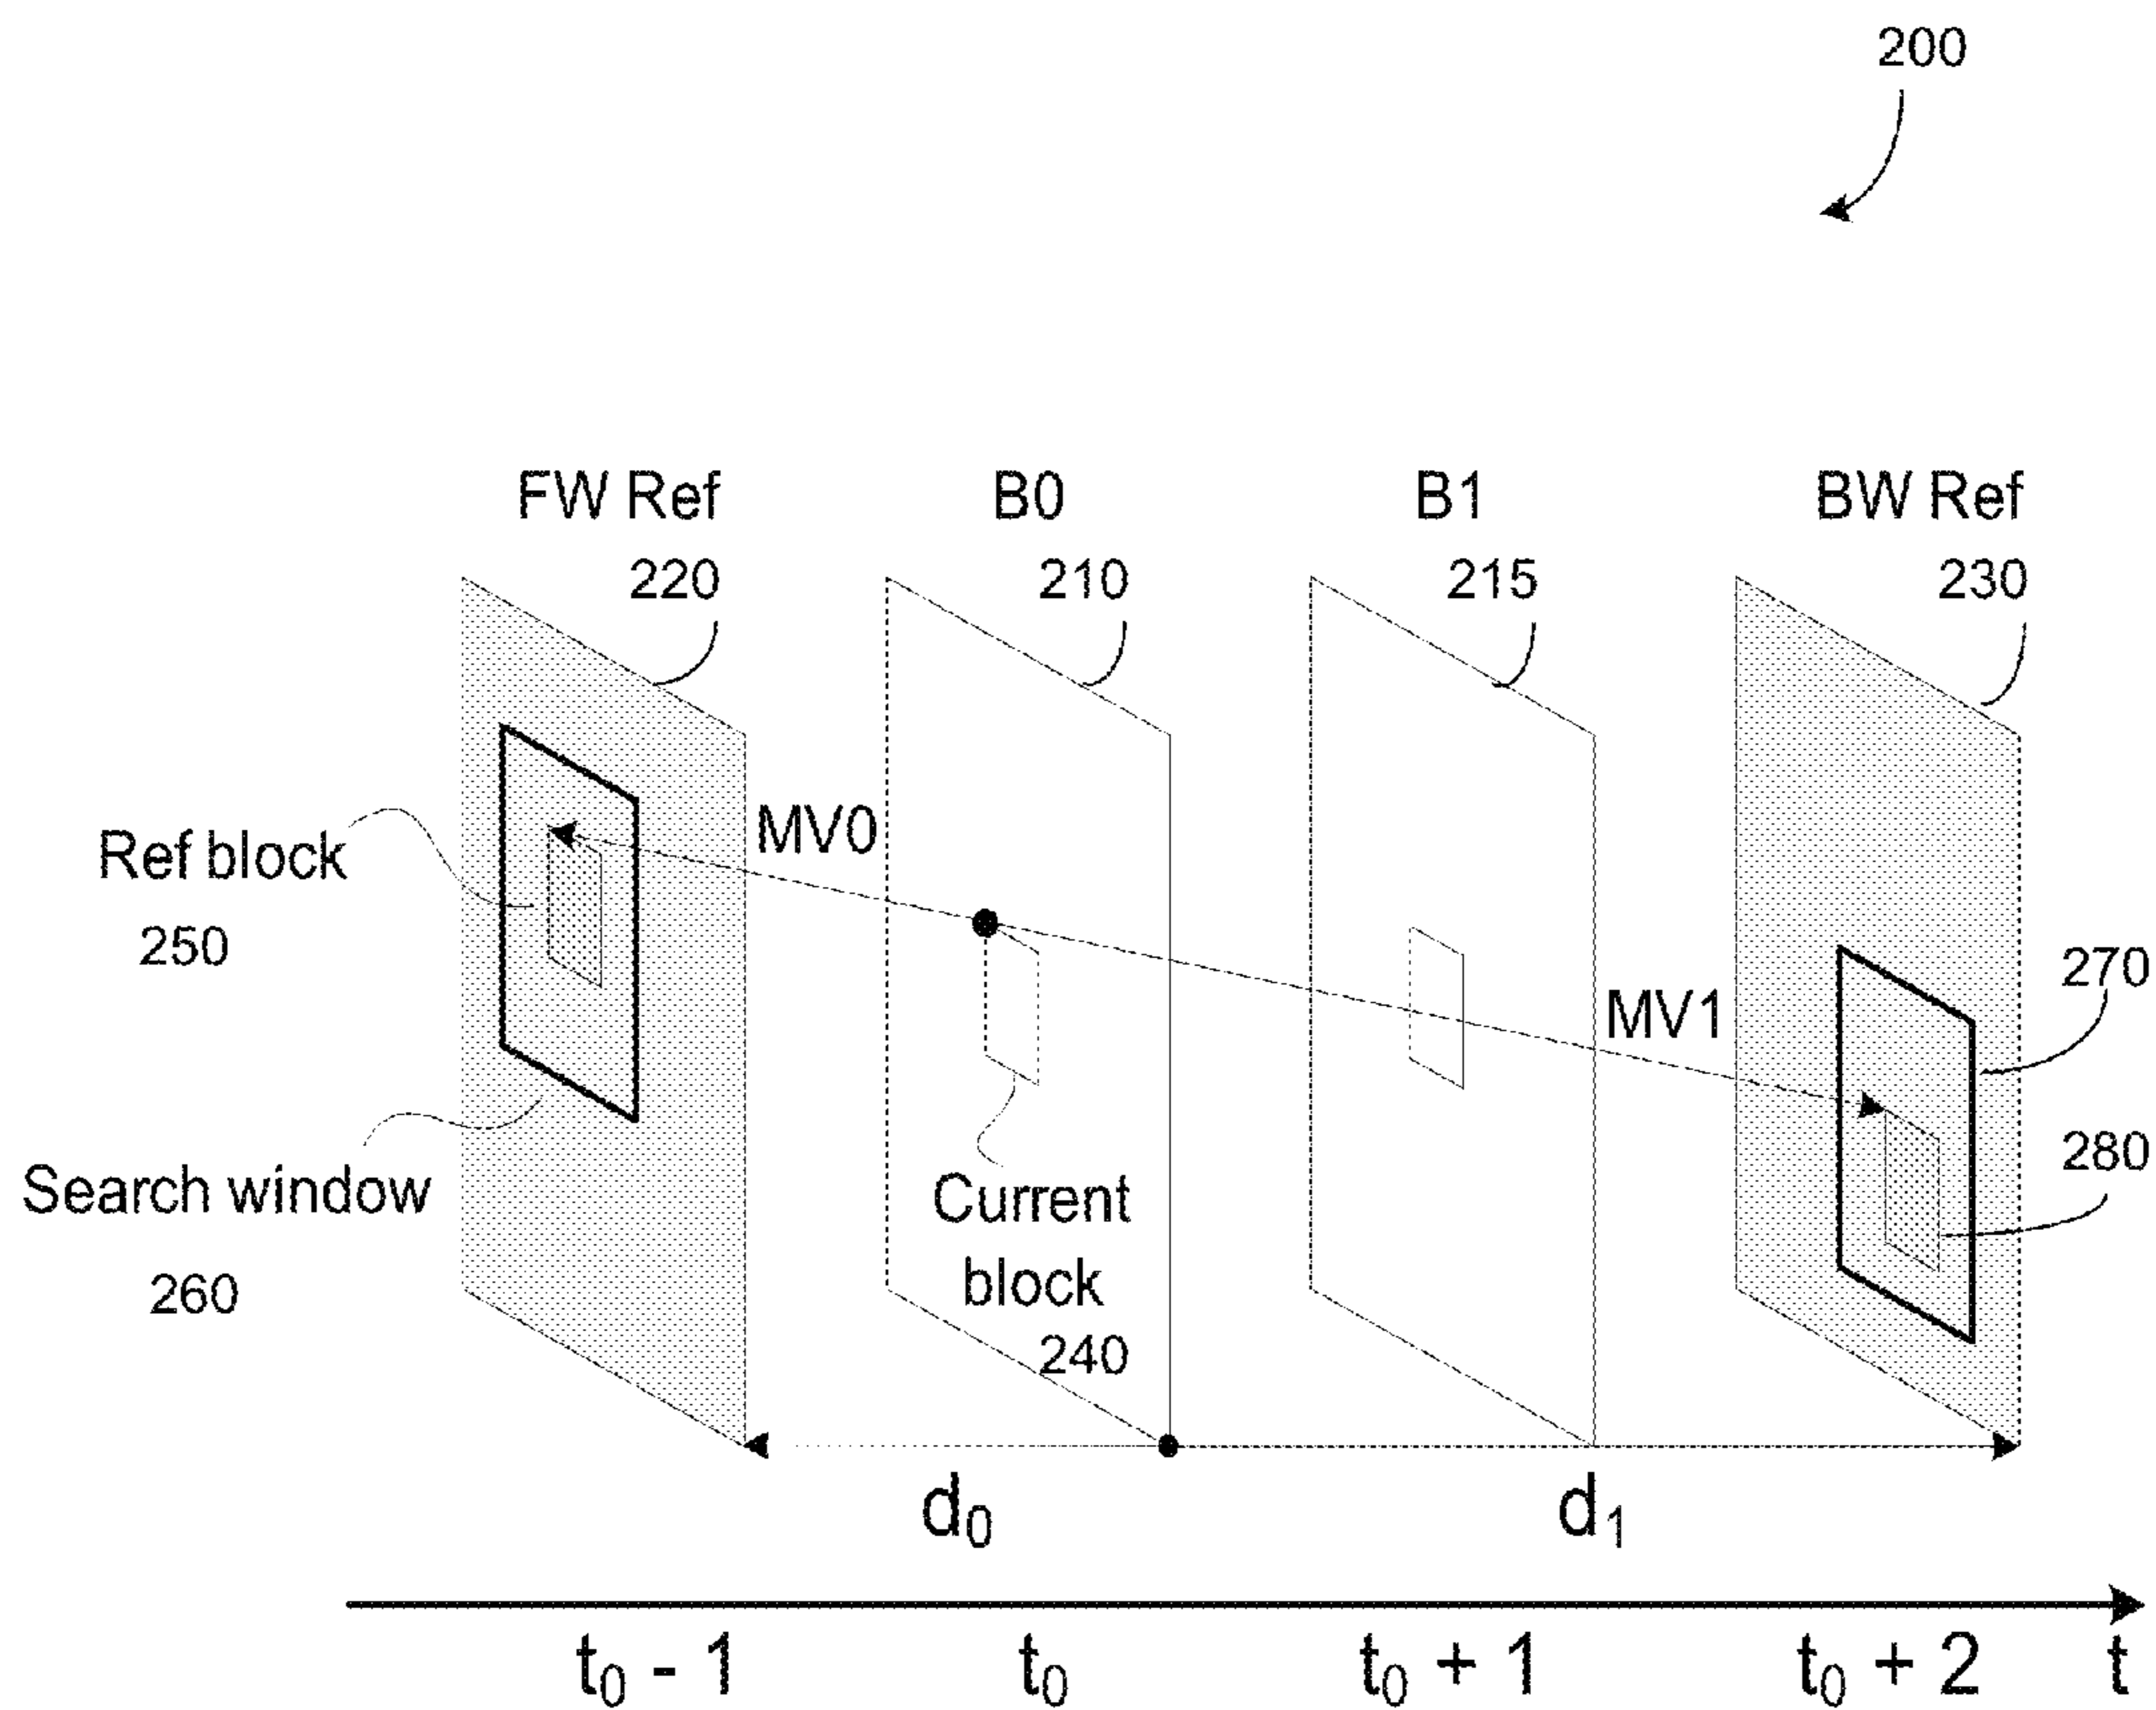 200
FW Ref
B0
B1
BW Ref
220
210
215
230
MV0
Ref block
250
270
MV1
280
Search window
260
Current
block
240
d₀
d₁
t₀ - 1
t₀
t₀ + 1
t₀ + 2
t